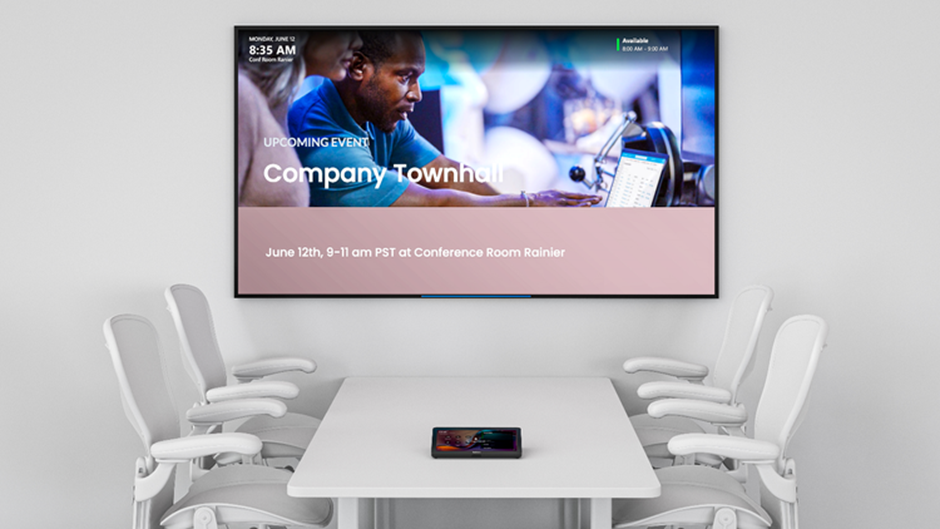 MONDAY, JUNE 12
8:35 AM
Conf Room Ranier
Available
8:00 AM - 9:00 AM
UPCOMING EVENT
Company Townhall
June 12th, 9-11 am PST at Conference Room Rainier